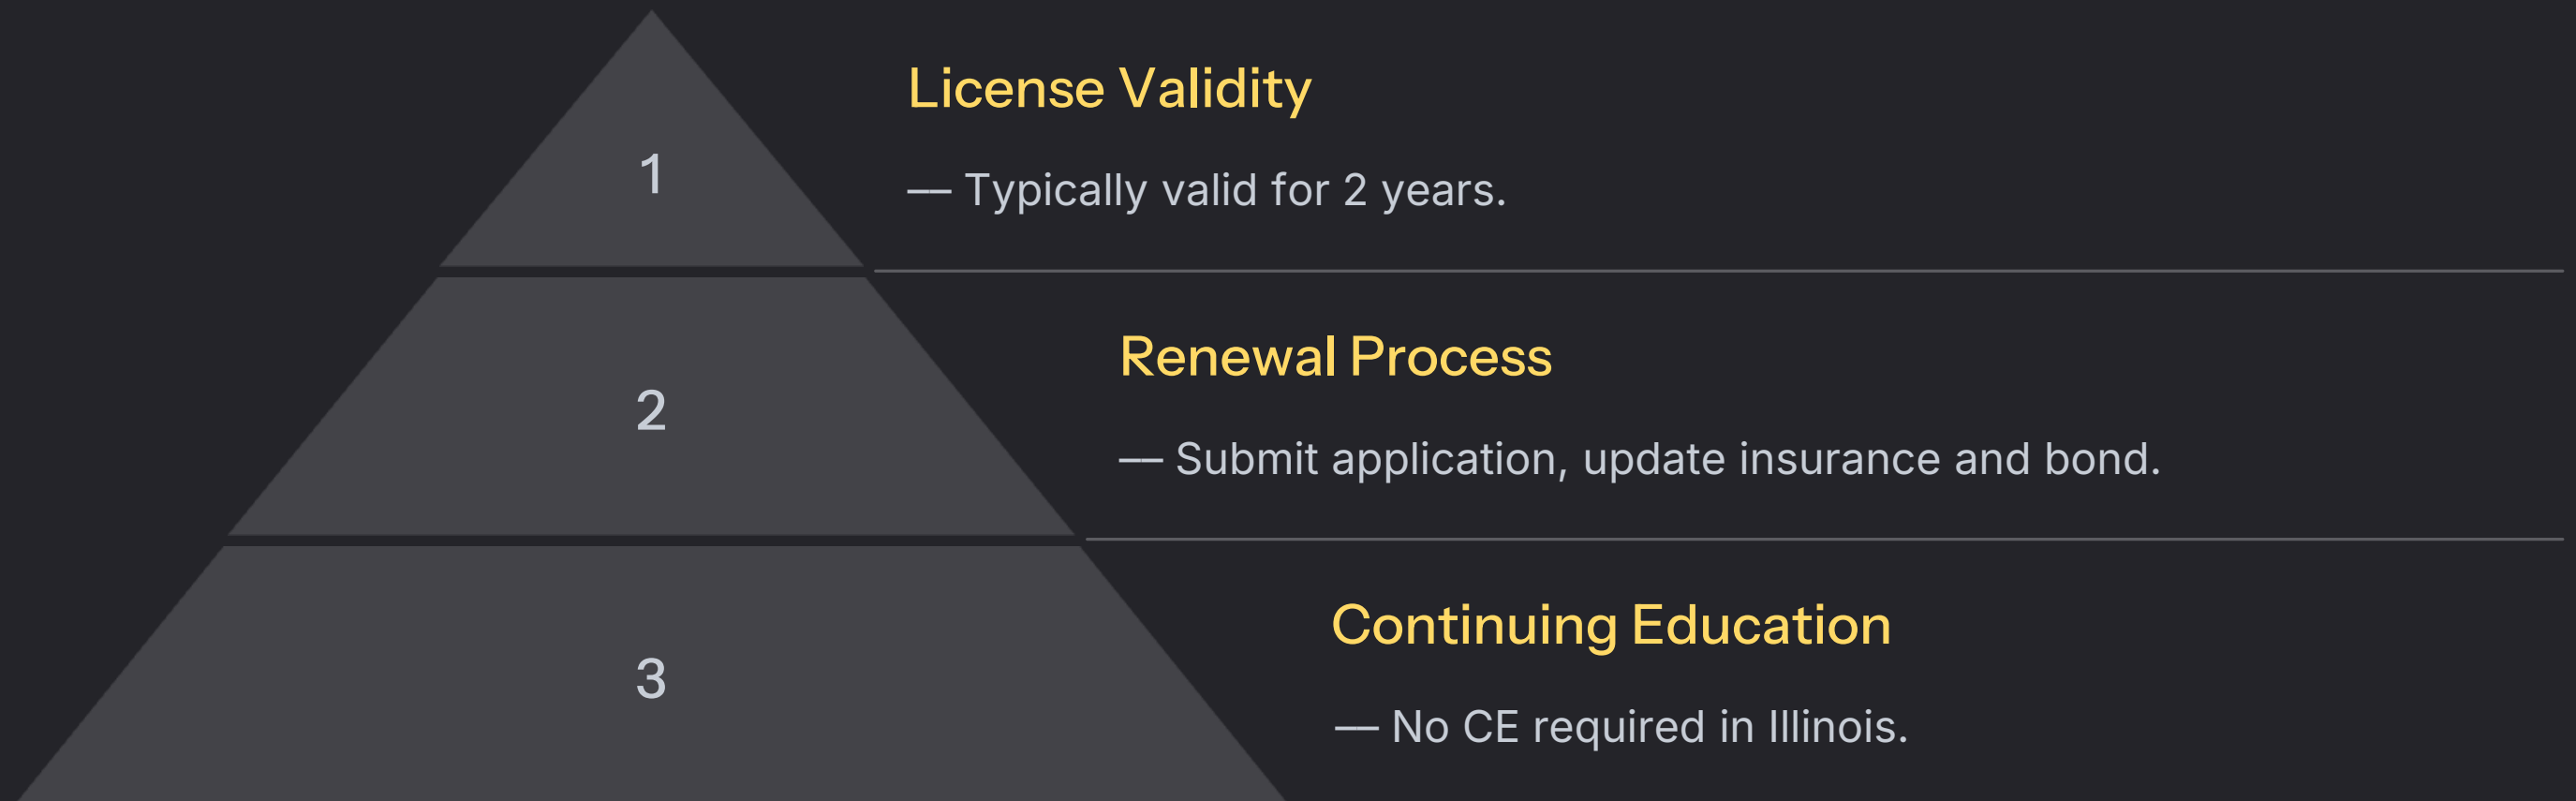 1
License Validity
— Typically valid for 2 years.
2
Renewal Process
— Submit application, update insurance and bond.
3
Continuing Education
— No CE required in Illinois.